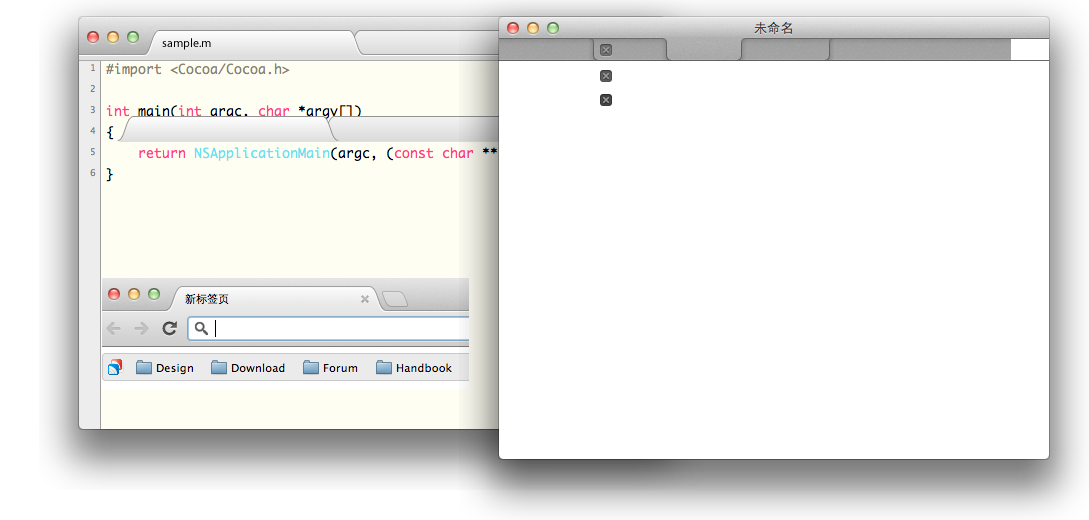 sample.m
1 #import <Cocoa/Cocoa.h>
2
3 int main(int argc, char *argv[])
4 {
5 return NSApplicationMain(argc, (const char **
6 }
新标签页
Design Download Forum Handbook
未命名